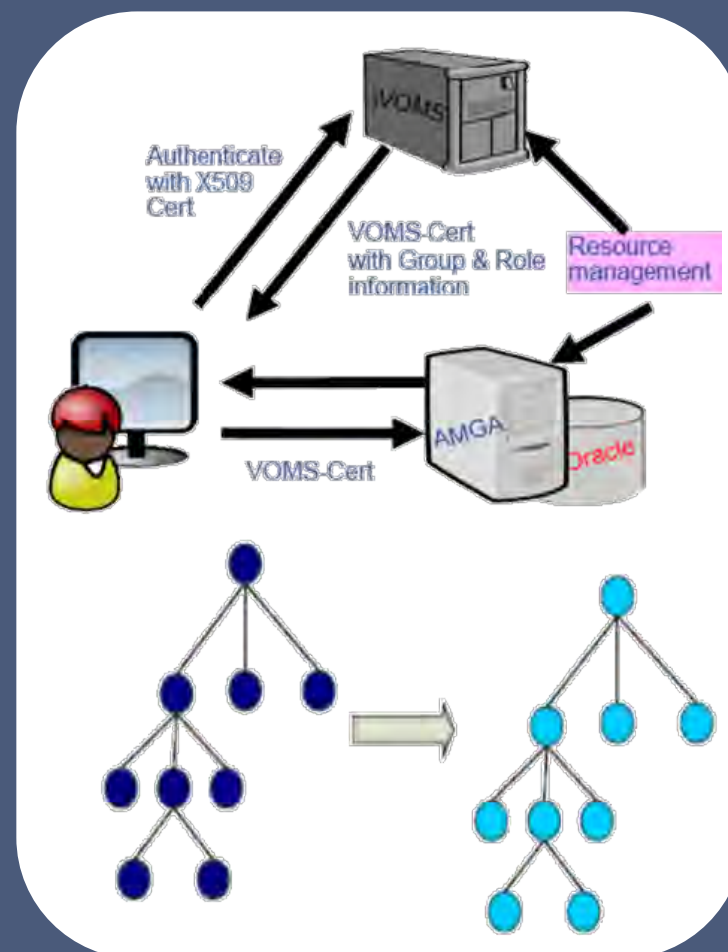 VOMS
Authenticate
with X509
Cert
VOMS-Cert
with Group & Role
information
Resource
management
AMGA
Oracle
VOMS-Cert